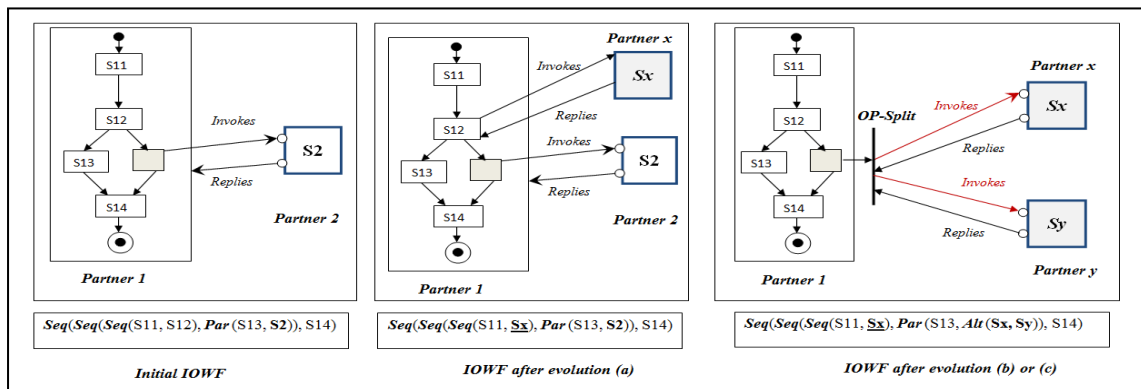 S11
S12
S13
S14
Invokes
Replies
S2
Partner 2
Partner 1
Seq(Seq(Seq(S11, S12), Par (S13, S2)), S14)
Initial IOWF
Partner x
S11
Invokes
Sx
Replies
S12
Invokes
S13
S2
Replies
S14
Partner 2
Partner 1
Seq(Seq(Seq(S11, Sx), Par (S13, S2)), S14)
IOWF after evolution (a)
Partner x
S11
OP-Split
Invokes
Sx
S12
Replies
S13
Invokes
S14
Replies
Sy
Partner 1
Partner y
Seq(Seq(Seq(S11, Sx), Par (S13, Alt(Sx, Sy)), S14)
IOWF after evolution (b) or (c)